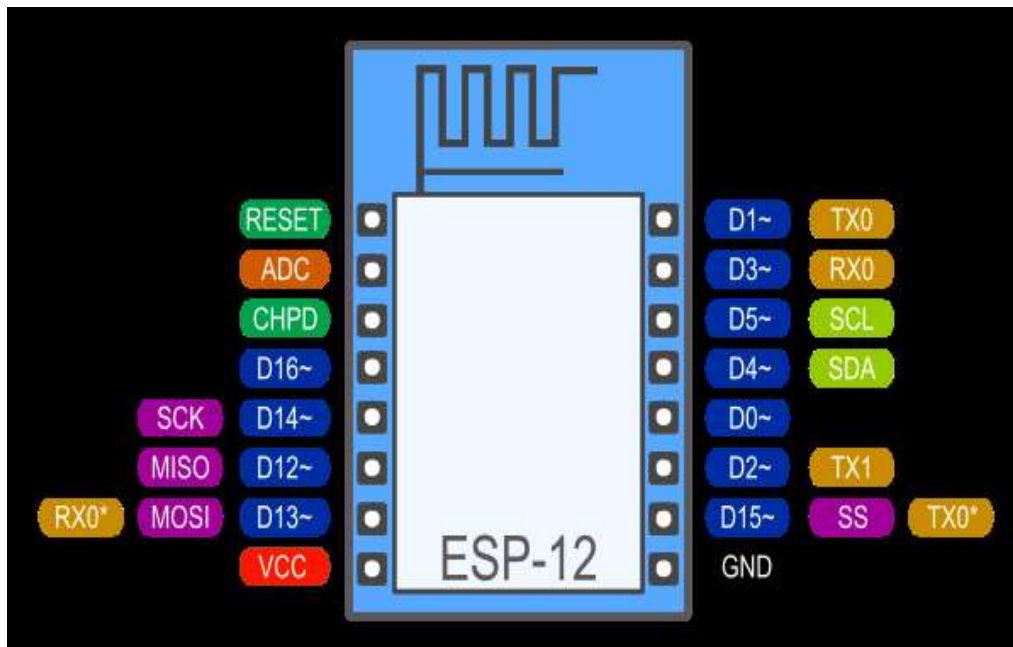 RESET D1~ TX0
ADC D3~ RX0
CHPD D5~ SCL
D16~ D4~ SDA
SCK D14~ D0~
MISO D12~ D2~ TX1
RX0* MOSI D13~ D15~ SS TX0*
VCC ESP-12 GND